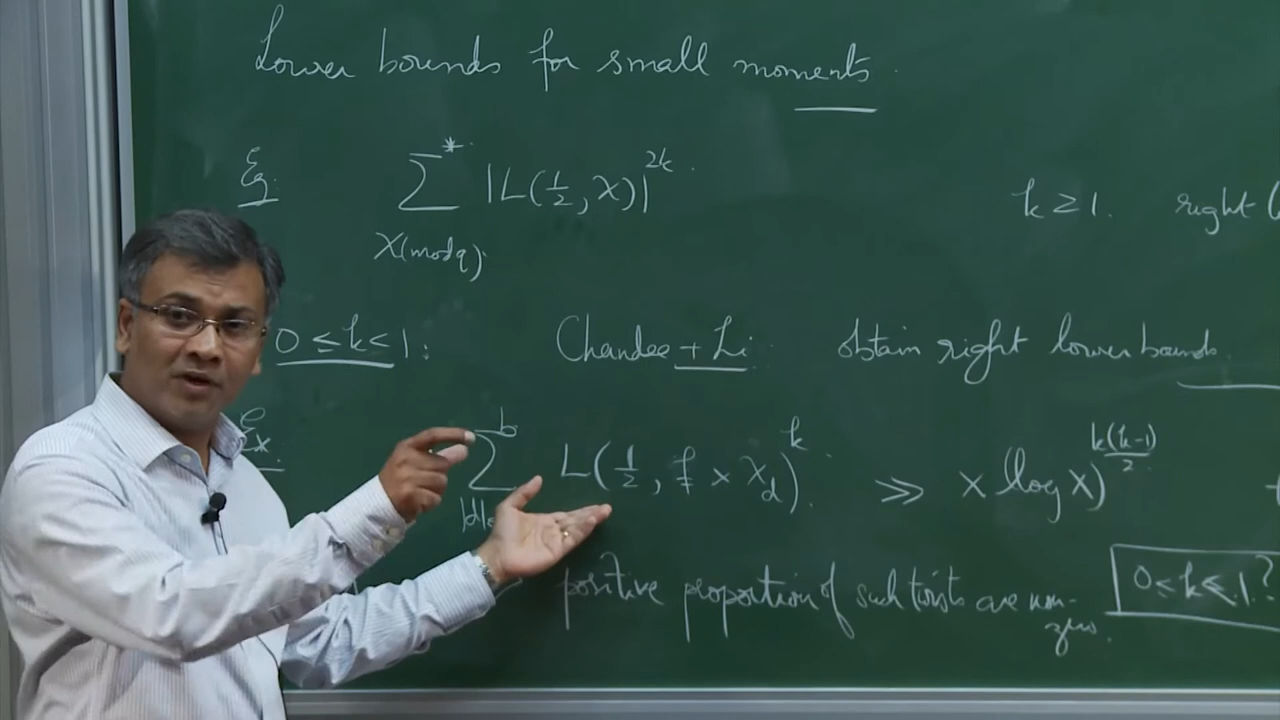 Lower bounds for small moments.
Eg. ∑* |L(½, χ)|^{2k}. k ≥ 1. right (
χ(mod q).
0 ≤ k < 1: Chandee + Li. obtain right lower bounds.
Ex. ∑^b L(½, f × χ_d)^k. ≫ x (log x)^{k(k-1)/2}
|d|
positive proportion of such twists are non-zero. 0 ≤ k ≤ 1?